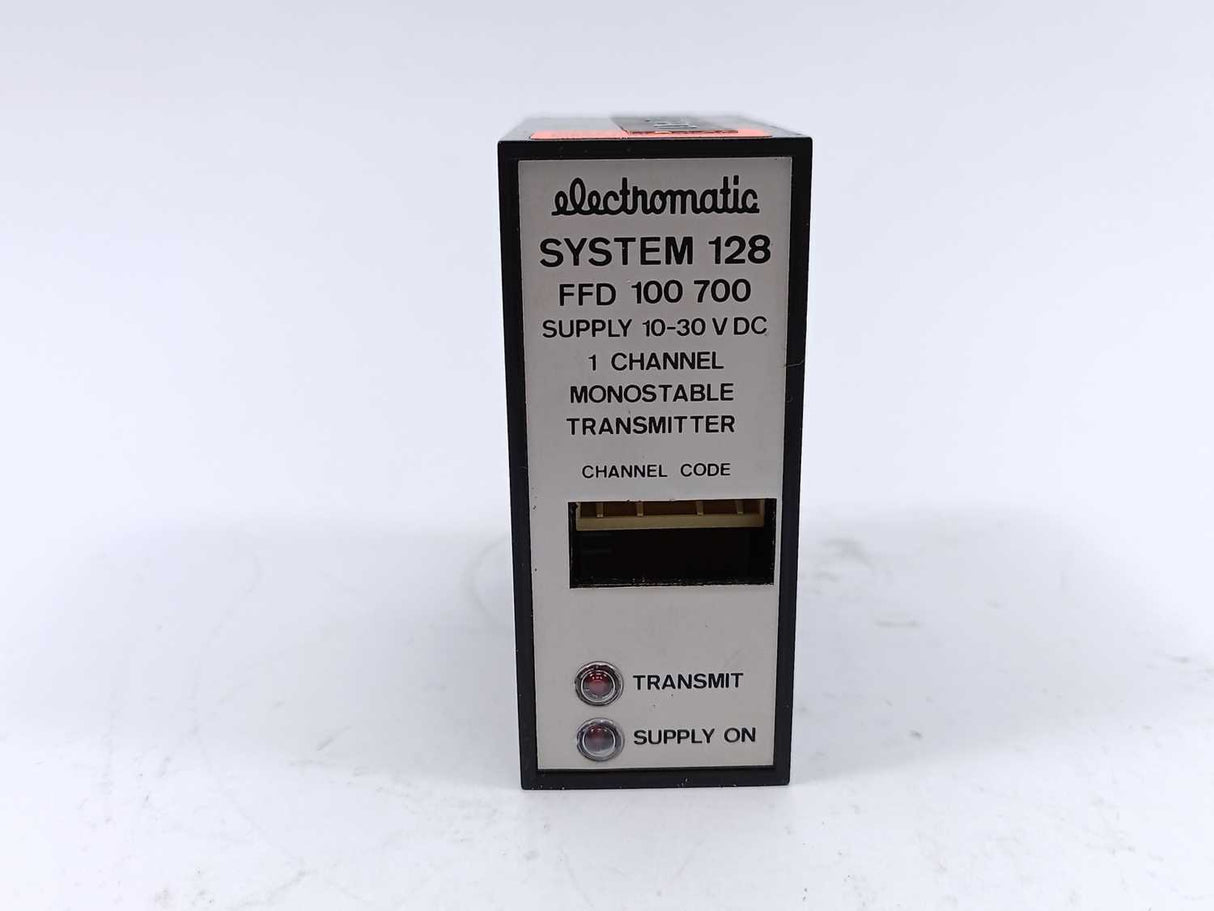 electromatic
SYSTEM 128
FFD 100 700
SUPPLY 10-30 V DC
1 CHANNEL
MONOSTABLE
TRANSMITTER
CHANNEL CODE
TRANSMIT
SUPPLY ON